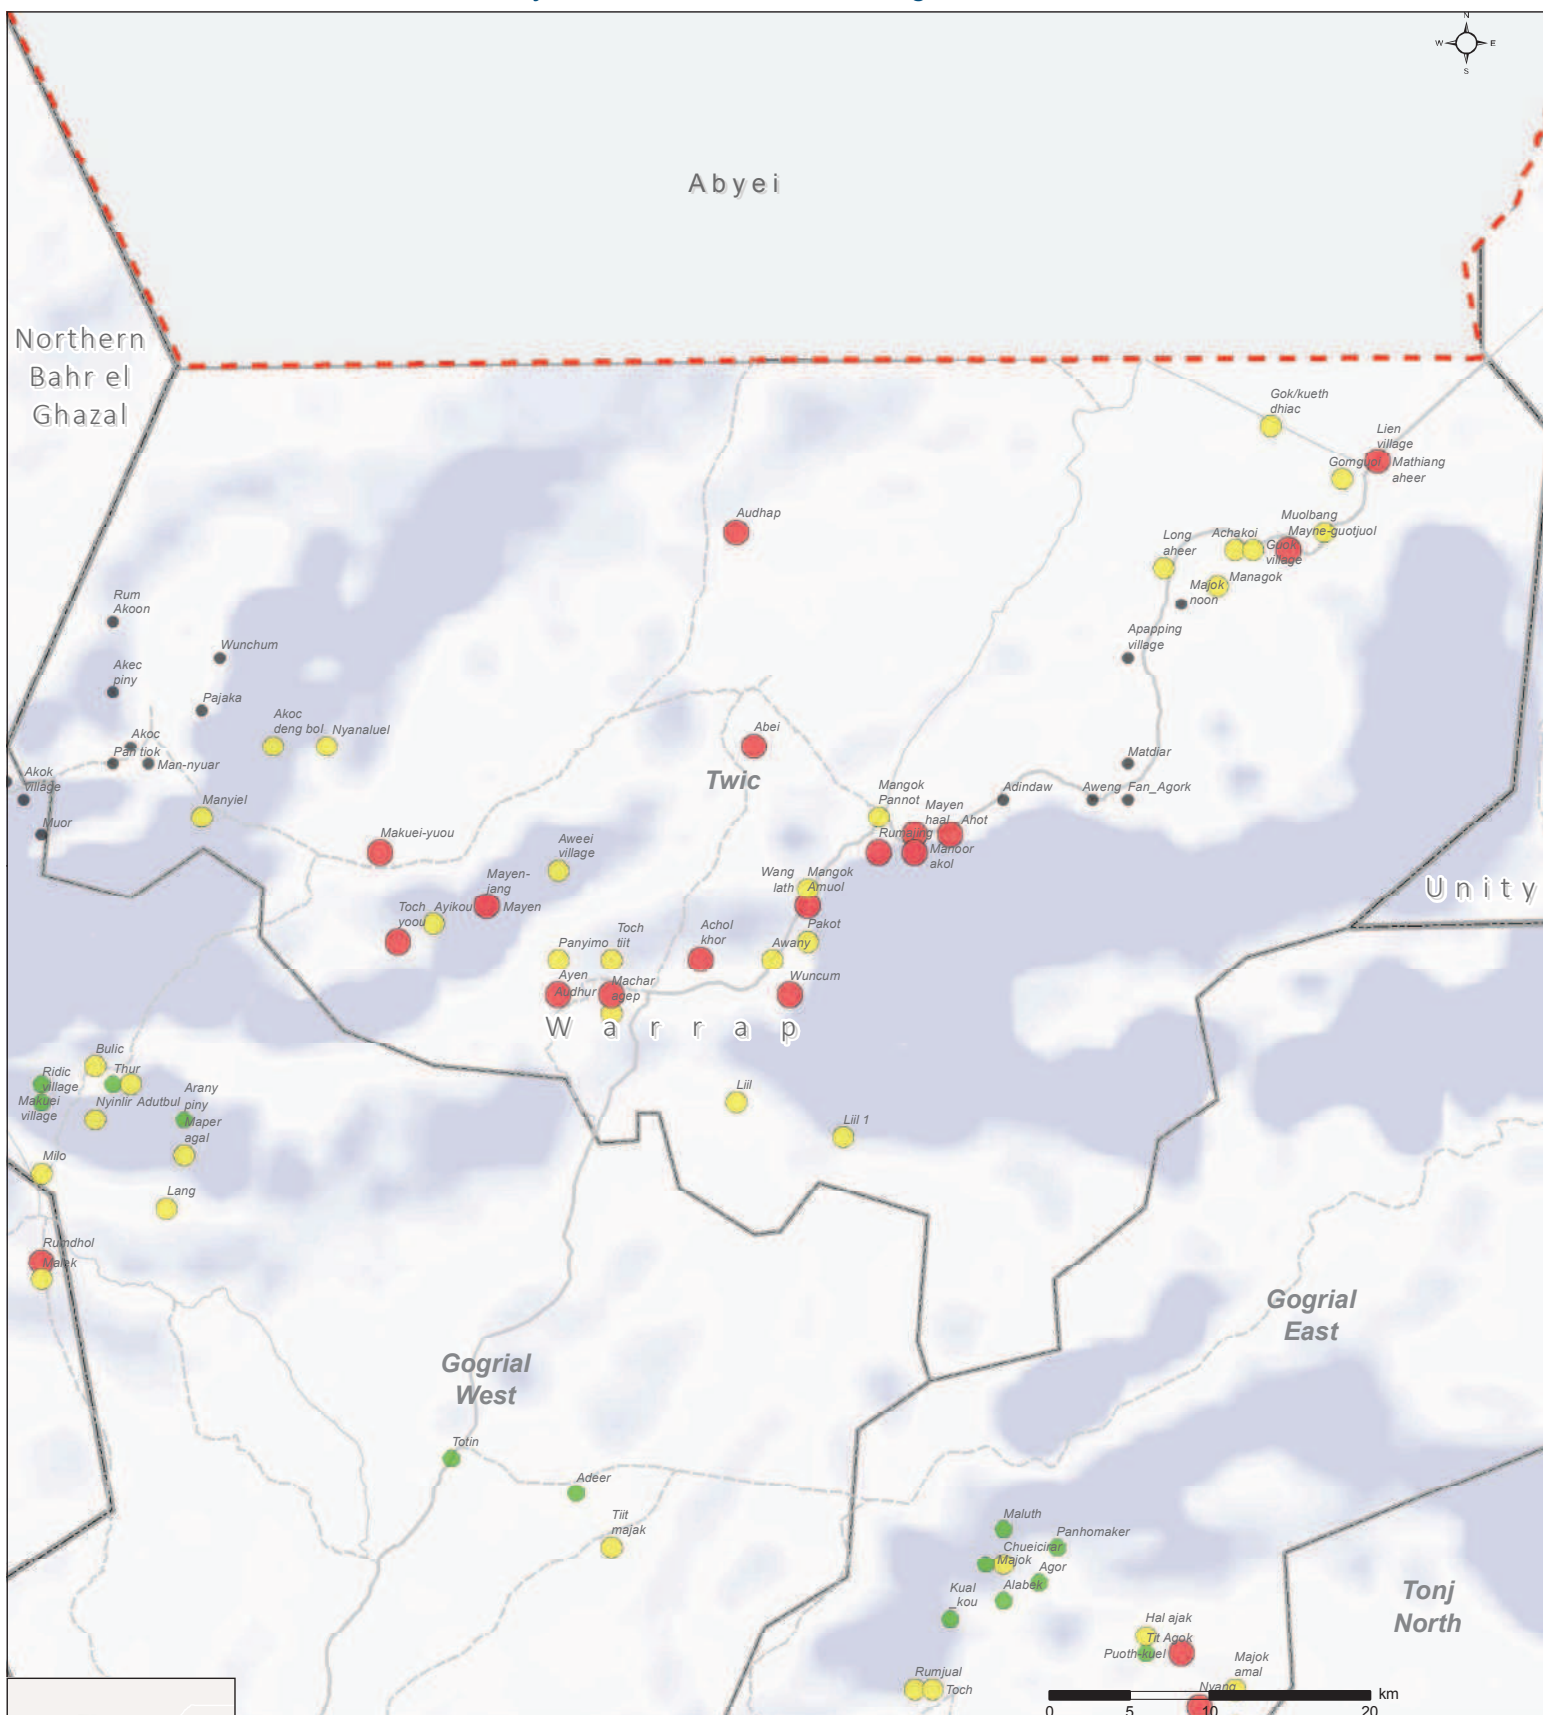 N
W E
S
Abyei
Northern
Bahr el
Ghazal
Gok/kueth
dhiac
Lien
village
Gomgupi
Mathiang
aheer
Audhap
Muolbang
Mayne-guotjuol
Long
aheer
Achakoi
Guok
village
Managok
Majok
noon
Rum
Akoon
Wunchum
Apapping
village
Akec
piny
Pajaka
Akoc
deng bol
Nyanaluel
Abei
Akoc
Pan tiok
Man-nyuar
Matdiar
Akok
village
Twic
Adindaw
Aweng
Fan_Agork
Manyiel
Mangok
Pannot
Mayen
haal
Ahot
Muor
Makuei-yuou
Rumajing
Manoor
akol
Aweei
village
Mayen-
jang
Wang
lath
Mangok
Amuol
Unity
Toch
yoou
Ayikou
Mayen
Achol
khor
Pakot
Toch
tiit
Panyimo
Awany
Ayen
Audhur
Machar
agep
Wuncum
Warrap
Bulic
Ridic
village
Thur
Liil
Makuei
village
Nyinlir
Adutbul
Arany
piny
Maper
agal
Liil 1
Milo
Lang
Rumdhol
Malek
Gogrial
East
Gogrial
West
Totin
Adeer
Tiit
majak
Maluth
Panhomaker
Chueicirar
Majok
Agor
Kual
_kou
Alabek
Tonj
North
Hal ajak
Tit Agok
Puoth-kuel
Majok
amal
Rumjual
Toch
Nyang
km
0 5 10 20